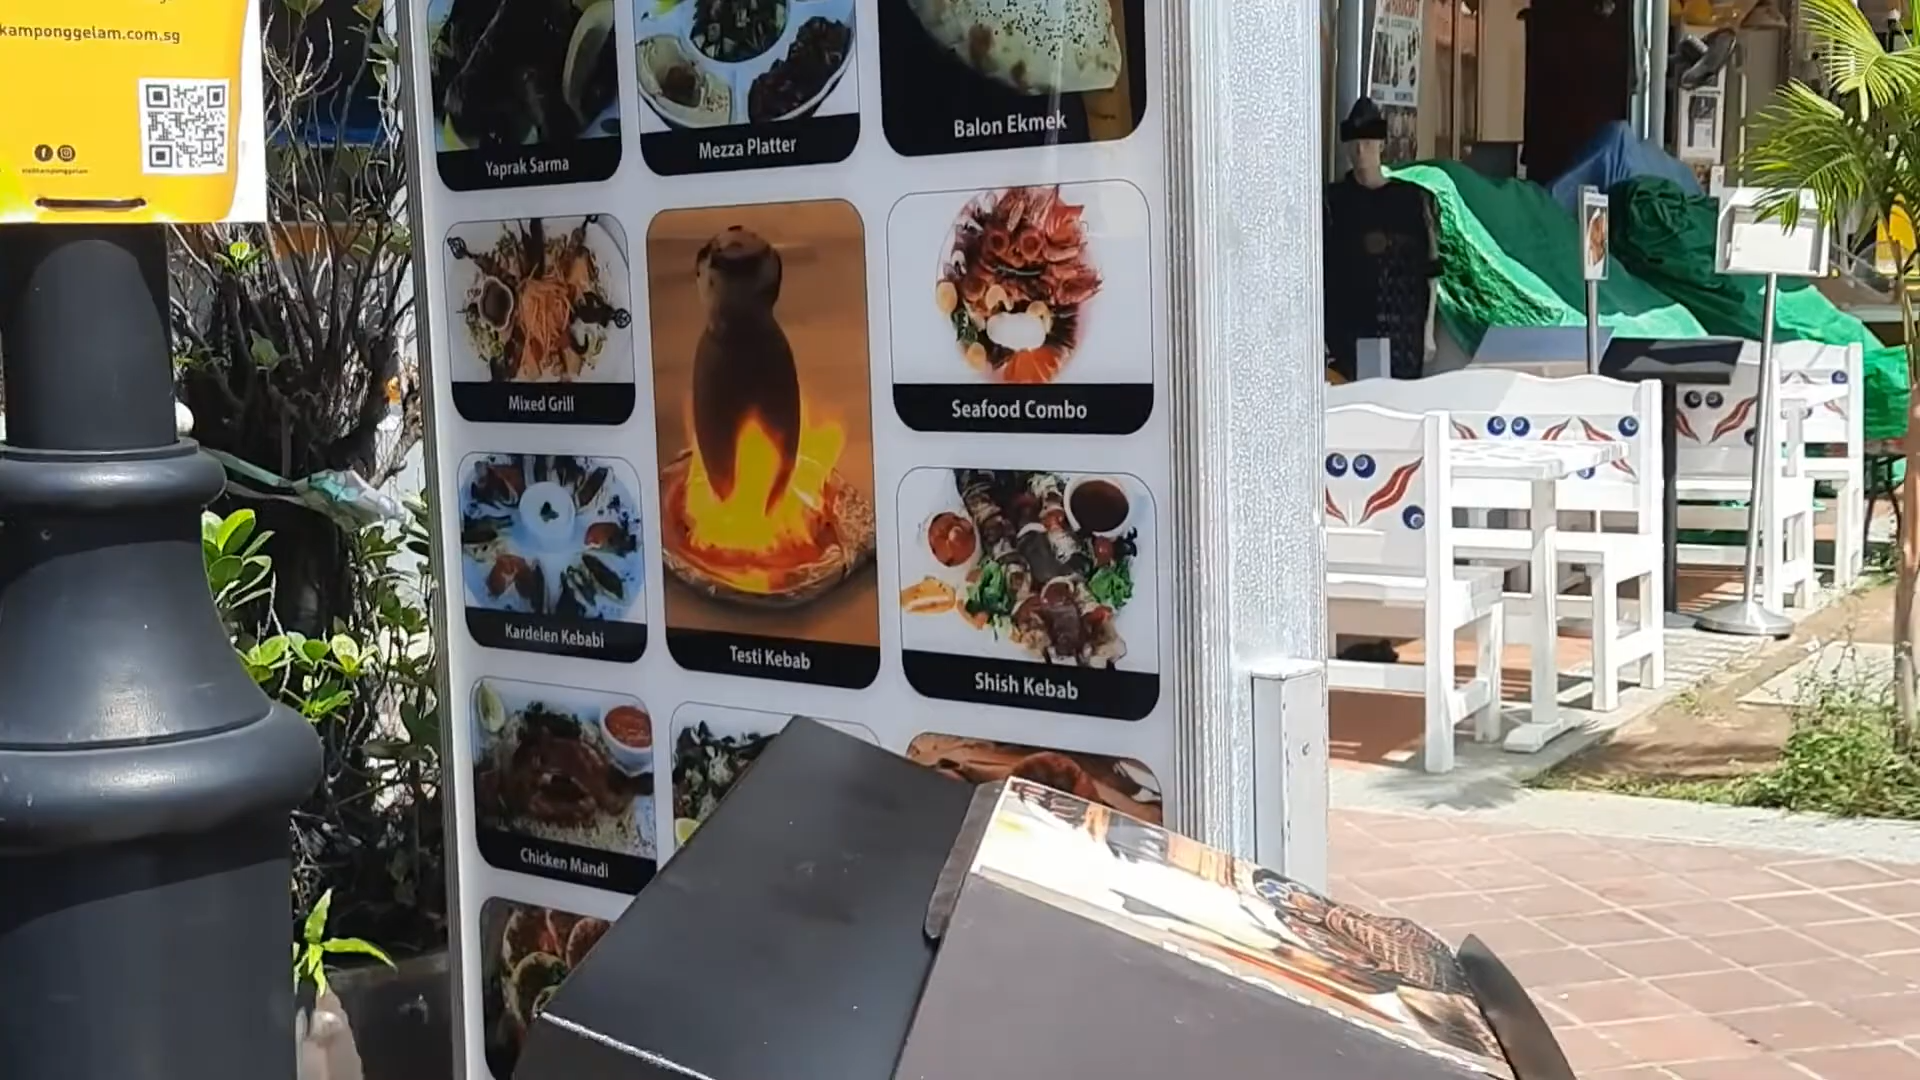 kamponggelam.com.sg
Yaprak Sarma
Mezza Platter
Balon Ekmek
Mixed Grill
Seafood Combo
Kardelen Kebabi
Testi Kebab
Shish Kebab
Chicken Mandi